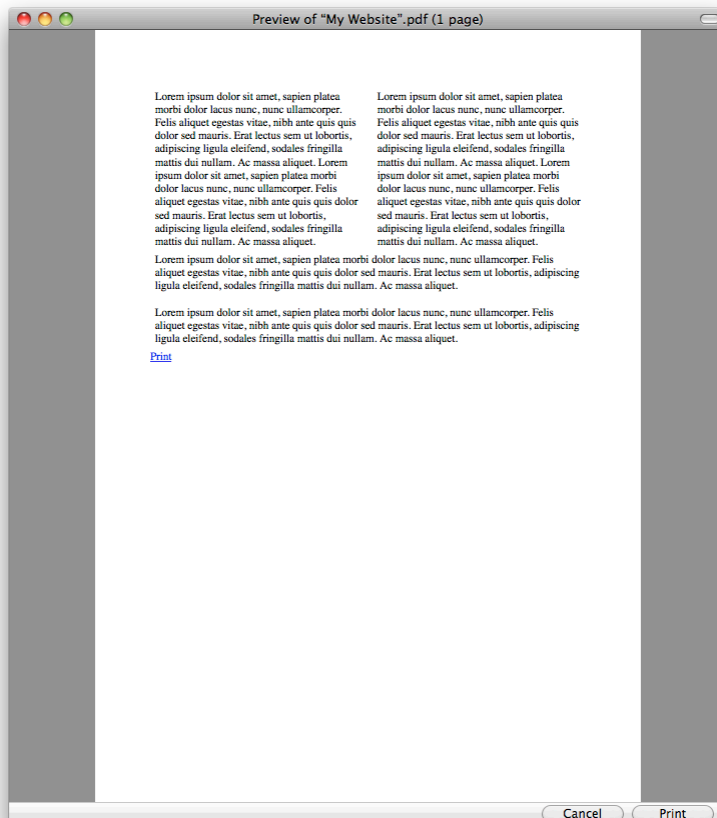 Preview of “My Website”.pdf (1 page)
Lorem ipsum dolor sit amet, sapien platea
morbi dolor lacus nunc, nunc ullamcorper.
Felis aliquet egestas vitae, nibh ante quis quis
dolor sed mauris. Erat lectus sem ut lobortis,
adipiscing ligula eleifend, sodales fringilla
mattis dui nullam. Ac massa aliquet. Lorem
ipsum dolor sit amet, sapien platea morbi
dolor lacus nunc, nunc ullamcorper. Felis
aliquet egestas vitae, nibh ante quis quis dolor
sed mauris. Erat lectus sem ut lobortis,
adipiscing ligula eleifend, sodales fringilla
mattis dui nullam. Ac massa aliquet.
Lorem ipsum dolor sit amet, sapien platea
morbi dolor lacus nunc, nunc ullamcorper.
Felis aliquet egestas vitae, nibh ante quis quis
dolor sed mauris. Erat lectus sem ut lobortis,
adipiscing ligula eleifend, sodales fringilla
mattis dui nullam. Ac massa aliquet. Lorem
ipsum dolor sit amet, sapien platea morbi
dolor lacus nunc, nunc ullamcorper. Felis
aliquet egestas vitae, nibh ante quis quis dolor
sed mauris. Erat lectus sem ut lobortis,
adipiscing ligula eleifend, sodales fringilla
mattis dui nullam. Ac massa aliquet.
Lorem ipsum dolor sit amet, sapien platea morbi dolor lacus nunc, nunc ullamcorper. Felis
aliquet egestas vitae, nibh ante quis quis dolor sed mauris. Erat lectus sem ut lobortis, adipiscing
ligula eleifend, sodales fringilla mattis dui nullam. Ac massa aliquet.
Lorem ipsum dolor sit amet, sapien platea morbi dolor lacus nunc, nunc ullamcorper. Felis
aliquet egestas vitae, nibh ante quis quis dolor sed mauris. Erat lectus sem ut lobortis, adipiscing
ligula eleifend, sodales fringilla mattis dui nullam. Ac massa aliquet.
Print
Cancel Print